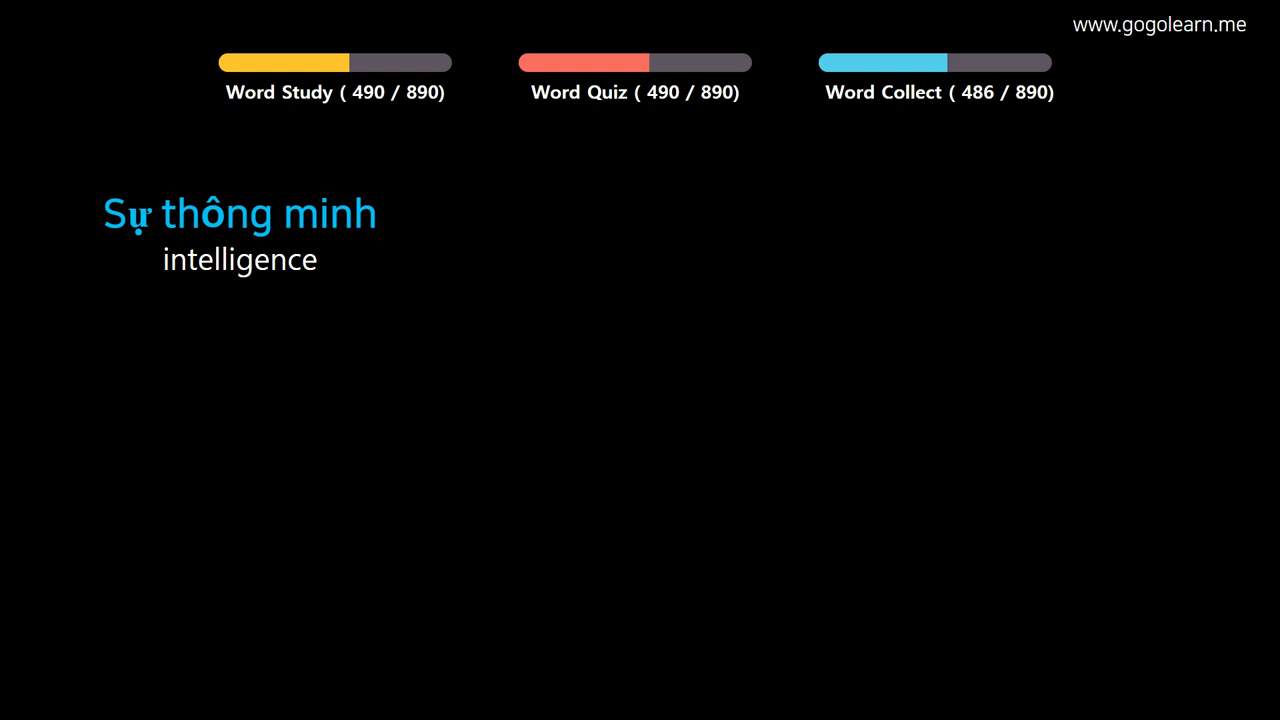 www.gogolearn.me
Word Study ( 490 / 890)
Word Quiz ( 490 / 890)
Word Collect ( 486 / 890)
Sự thông minh
intelligence